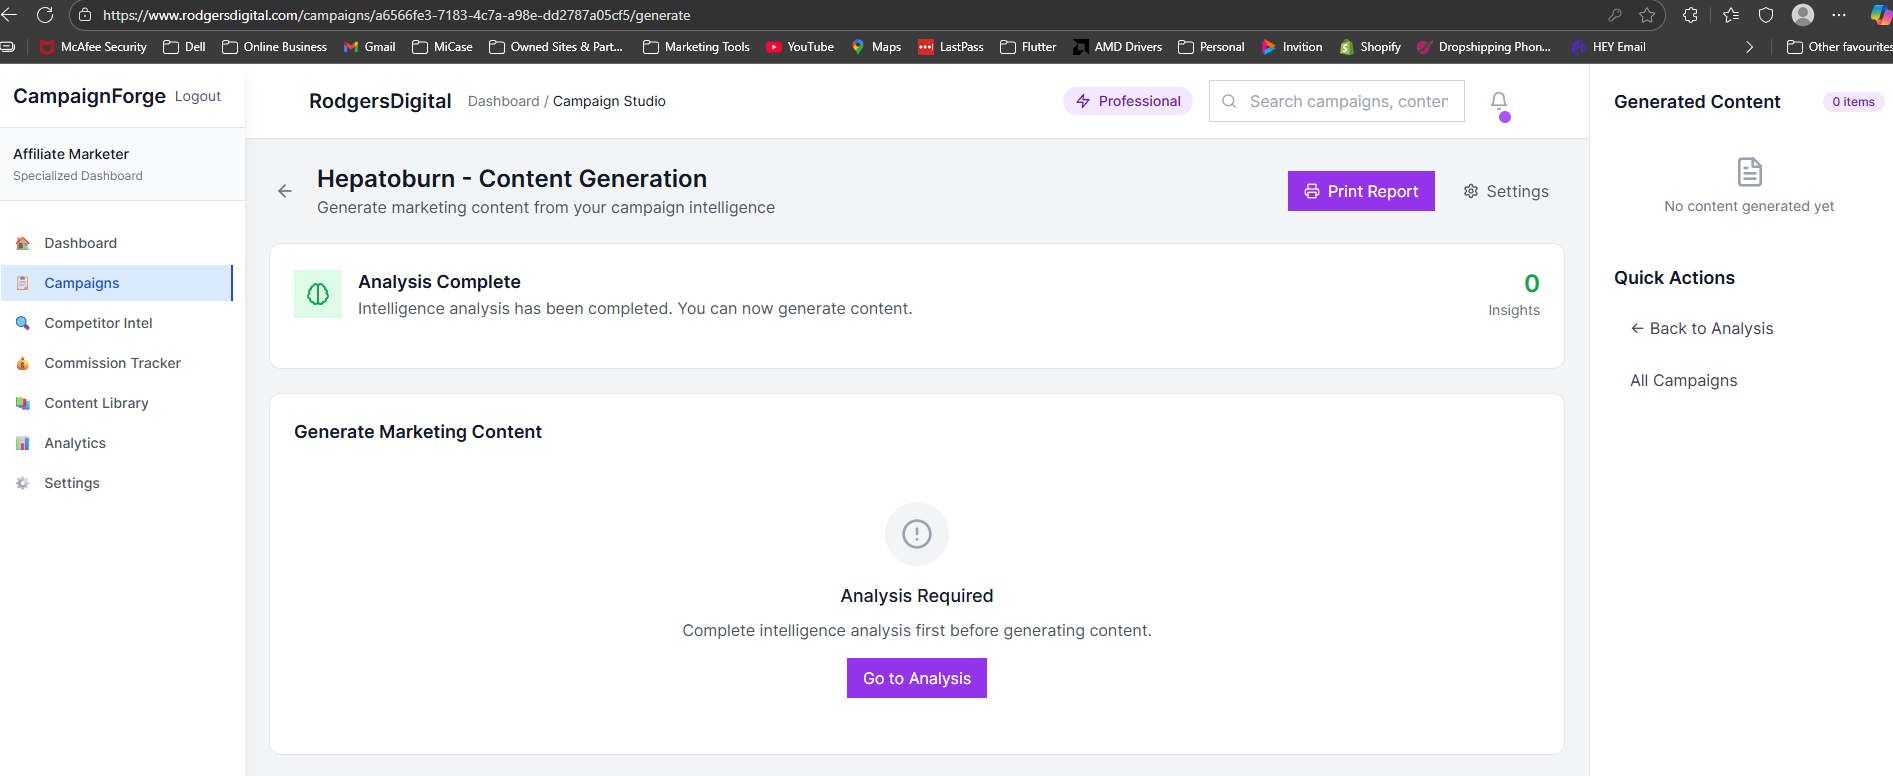 https://www.rodgersdigital.com/campaigns/a6566fe3-7183-4c7a-a98e-dd2787a05cf5/generate
McAfee Security Dell Online Business Gmail MiCase Owned Sites & Part... Marketing Tools YouTube Maps LastPass Flutter AMD Drivers Personal Invition Shopify Dropshipping Phon... HEY Email Other favourites
CampaignForge Logout
Affiliate Marketer
Specialized Dashboard
Dashboard
Campaigns
Competitor Intel
Commission Tracker
Content Library
Analytics
Settings
RodgersDigital Dashboard / Campaign Studio
Professional
Search campaigns, conten
Hepatoburn - Content Generation
Generate marketing content from your campaign intelligence
Print Report
Settings
Analysis Complete
Intelligence analysis has been completed. You can now generate content.
0
Insights
Generate Marketing Content
Analysis Required
Complete intelligence analysis first before generating content.
Go to Analysis
Generated Content 0 items
No content generated yet
Quick Actions
← Back to Analysis
All Campaigns